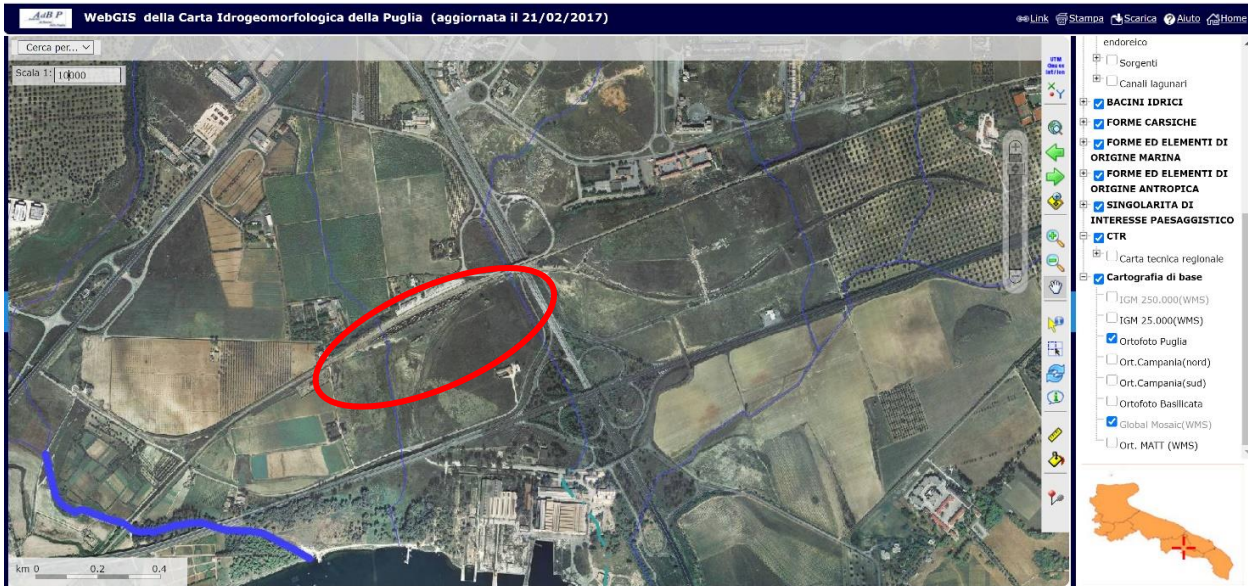 AdB P
WebGIS della Carta Idrogeomorfologica della Puglia (aggiornata il 21/02/2017)
Link Stampa Scarica Aiuto Home
Cerca per...
Scala 1: 10000
UTM
endoreico
Sorgenti
Canali lagunari
BACINI IDRICI
FORME CARSICHE
FORME ED ELEMENTI DI
ORIGINE MARINA
FORME ED ELEMENTI DI
ORIGINE ANTROPICA
SINGOLARITA DI
INTERESSE PAESAGGISTICO
CTR
Carta tecnica regionale
Cartografia di base
IGM 250.000(WMS)
IGM 25.000(WMS)
Ortofoto Puglia
Ort.Campania(nord)
Ort.Campania(sud)
Ortofoto Basilicata
Global Mosaic(WMS)
Ort. MATT (WMS)
km 0 0.2 0.4